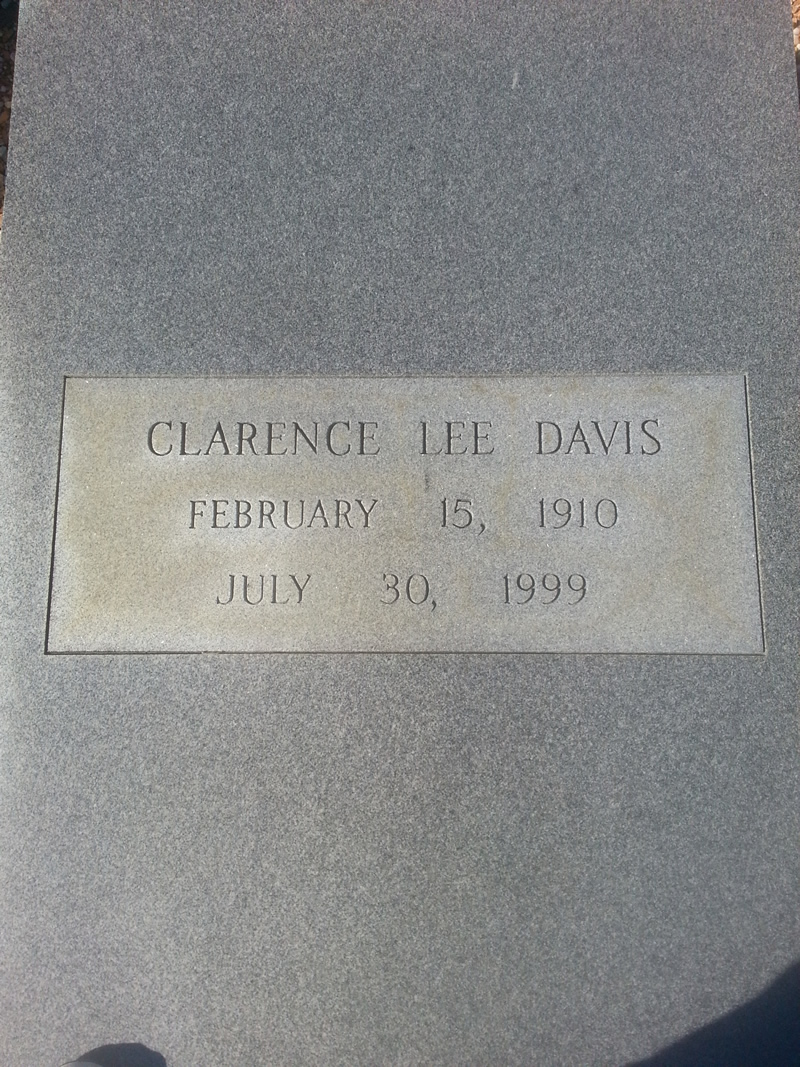 CLARENCE LEE DAVIS
FEBRUARY 15, 1910
JULY 30, 1999